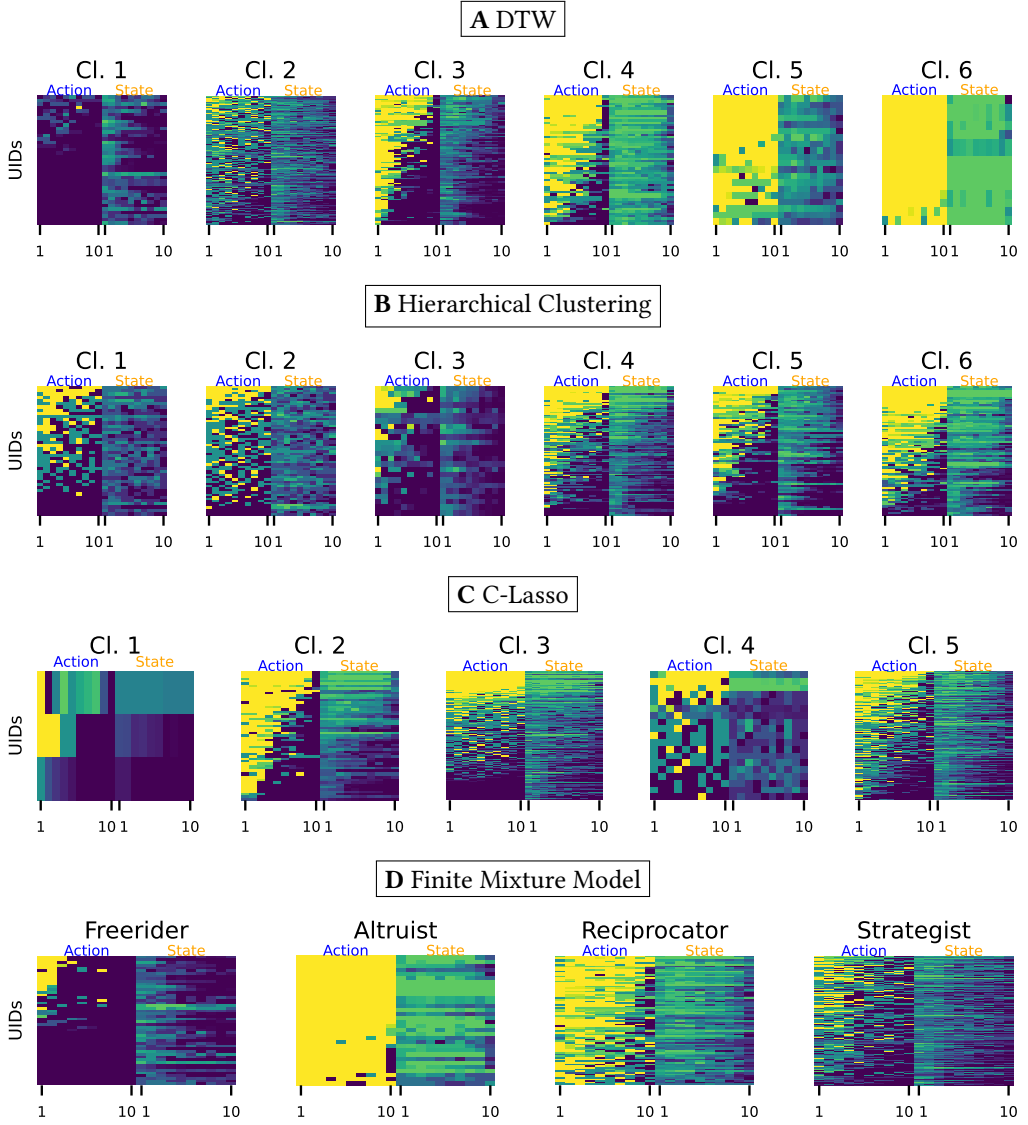 A DTW
Cl. 1 Cl. 2 Cl. 3 Cl. 4 Cl. 5 Cl. 6
Action State Action State Action State Action State Action State Action State
UIDs
1 10 1 10 1 10 1 10 1 10 1 10 1 10 1 10 1 10 1 10 1 10 1 10
B Hierarchical Clustering
Cl. 1 Cl. 2 Cl. 3 Cl. 4 Cl. 5 Cl. 6
Action State Action State Action State Action State Action State Action State
UIDs
1 10 1 10 1 10 1 10 1 10 1 10 1 10 1 10 1 10 1 10 1 10 1 10
C C-Lasso
Cl. 1 Cl. 2 Cl. 3 Cl. 4 Cl. 5
Action State Action State Action State Action State Action State
UIDs
1 10 1 10 1 10 1 10 1 10 1 10 1 10 1 10 1 10 1 10
D Finite Mixture Model
Freerider Altruist Reciprocator Strategist
Action State Action State Action State Action State
UIDs
1 10 1 10 1 10 1 10 1 10 1 10 1 10 1 10